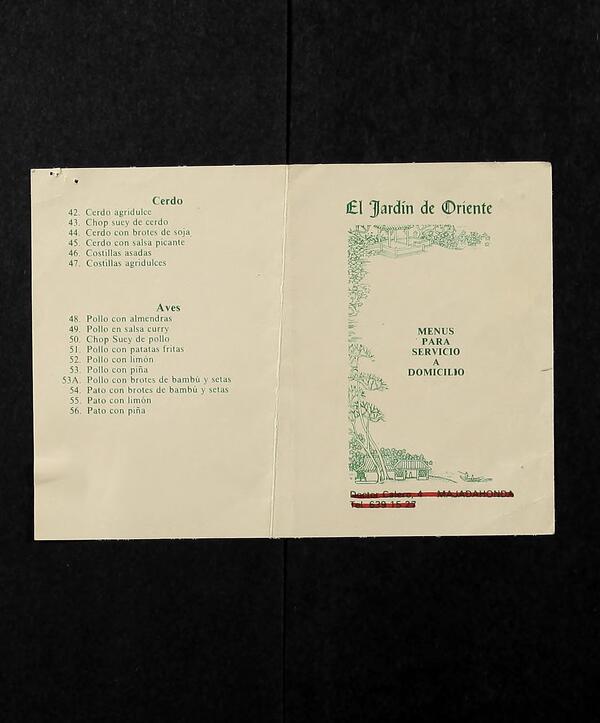 Cerdo
42. Cerdo agridulce
43. Chop suey de cerdo
44. Cerdo con brotes de soja
45. Cerdo con salsa picante
46. Costillas asadas
47. Costillas agridulces
Aves
48. Pollo con almendras
49. Pollo en salsa curry
50. Chop Suey de pollo
51. Pollo con patatas fritas
52. Pollo con limón
53. Pollo con piña
53A. Pollo con brotes de bambú y setas
54. Pato con brotes de bambú y setas
55. Pato con limón
56. Pato con piña
El Jardín de Oriente
MENUS
PARA
SERVICIO
A
DOMICILIO
Doctor Calero, 4 MAJADAHONDA
Tel. 639 15 27